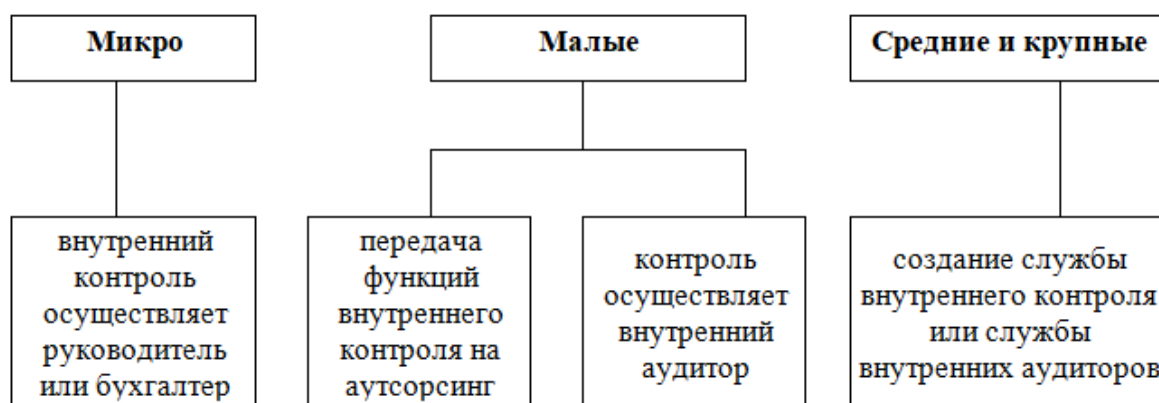 Микро
Малые
Средние и крупные
внутренний
контроль
осуществляет
руководитель
или бухгалтер
передача
функций
внутреннего
контроля на
аутсорсинг
контроль
осуществляет
внутренний
аудитор
создание службы
внутреннего контроля
или службы
внутренних аудиторов